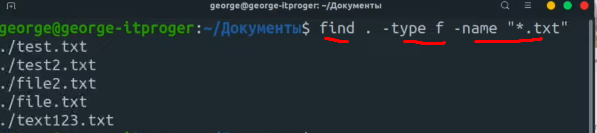 george@george-itproger: ~/Документы
george@george-itproger:~/Документы$ find . -type f -name "*.txt"
./test.txt
./test2.txt
./file2.txt
./file.txt
./text123.txt